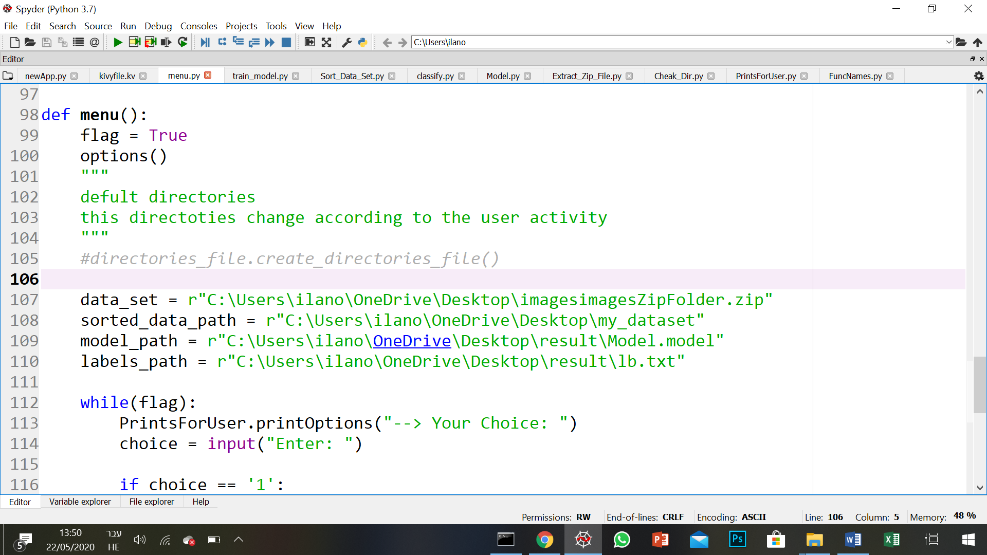 Spyder (Python 3.7)
File Edit Search Source Run Debug Consoles Projects Tools View Help
C:\Users\ilano
Editor
newApp.py kivyfile.kv menu.py train_model.py Sort_Data_Set.py classify.py Model.py Extract_Zip_File.py Cheak_Dir.py PrintsForUser.py FuncNames.py
97
98 def menu():
99 flag = True
100 options()
101 """
102 defult directories
103 this directoties change according to the user activity
104 """
105 #directories_file.create_directories_file()
106
107 data_set = r"C:\Users\ilano\OneDrive\Desktop\imagesimagesZipFolder.zip"
108 sorted_data_path = r"C:\Users\ilano\OneDrive\Desktop\my_dataset"
109 model_path = r"C:\Users\ilano\OneDrive\Desktop\result\Model.model"
110 labels_path = r"C:\Users\ilano\OneDrive\Desktop\result\lb.txt"
111
112 while(flag):
113 PrintsForUser.printOptions("--> Your Choice: ")
114 choice = input("Enter: ")
115
116 if choice == '1':
Editor Variable explorer File explorer Help
Permissions: RW End-of-lines: CRLF Encoding: ASCII Line: 106 Column: 5 Memory: 48 %
5 13:50 עבר
22/05/2020 HE